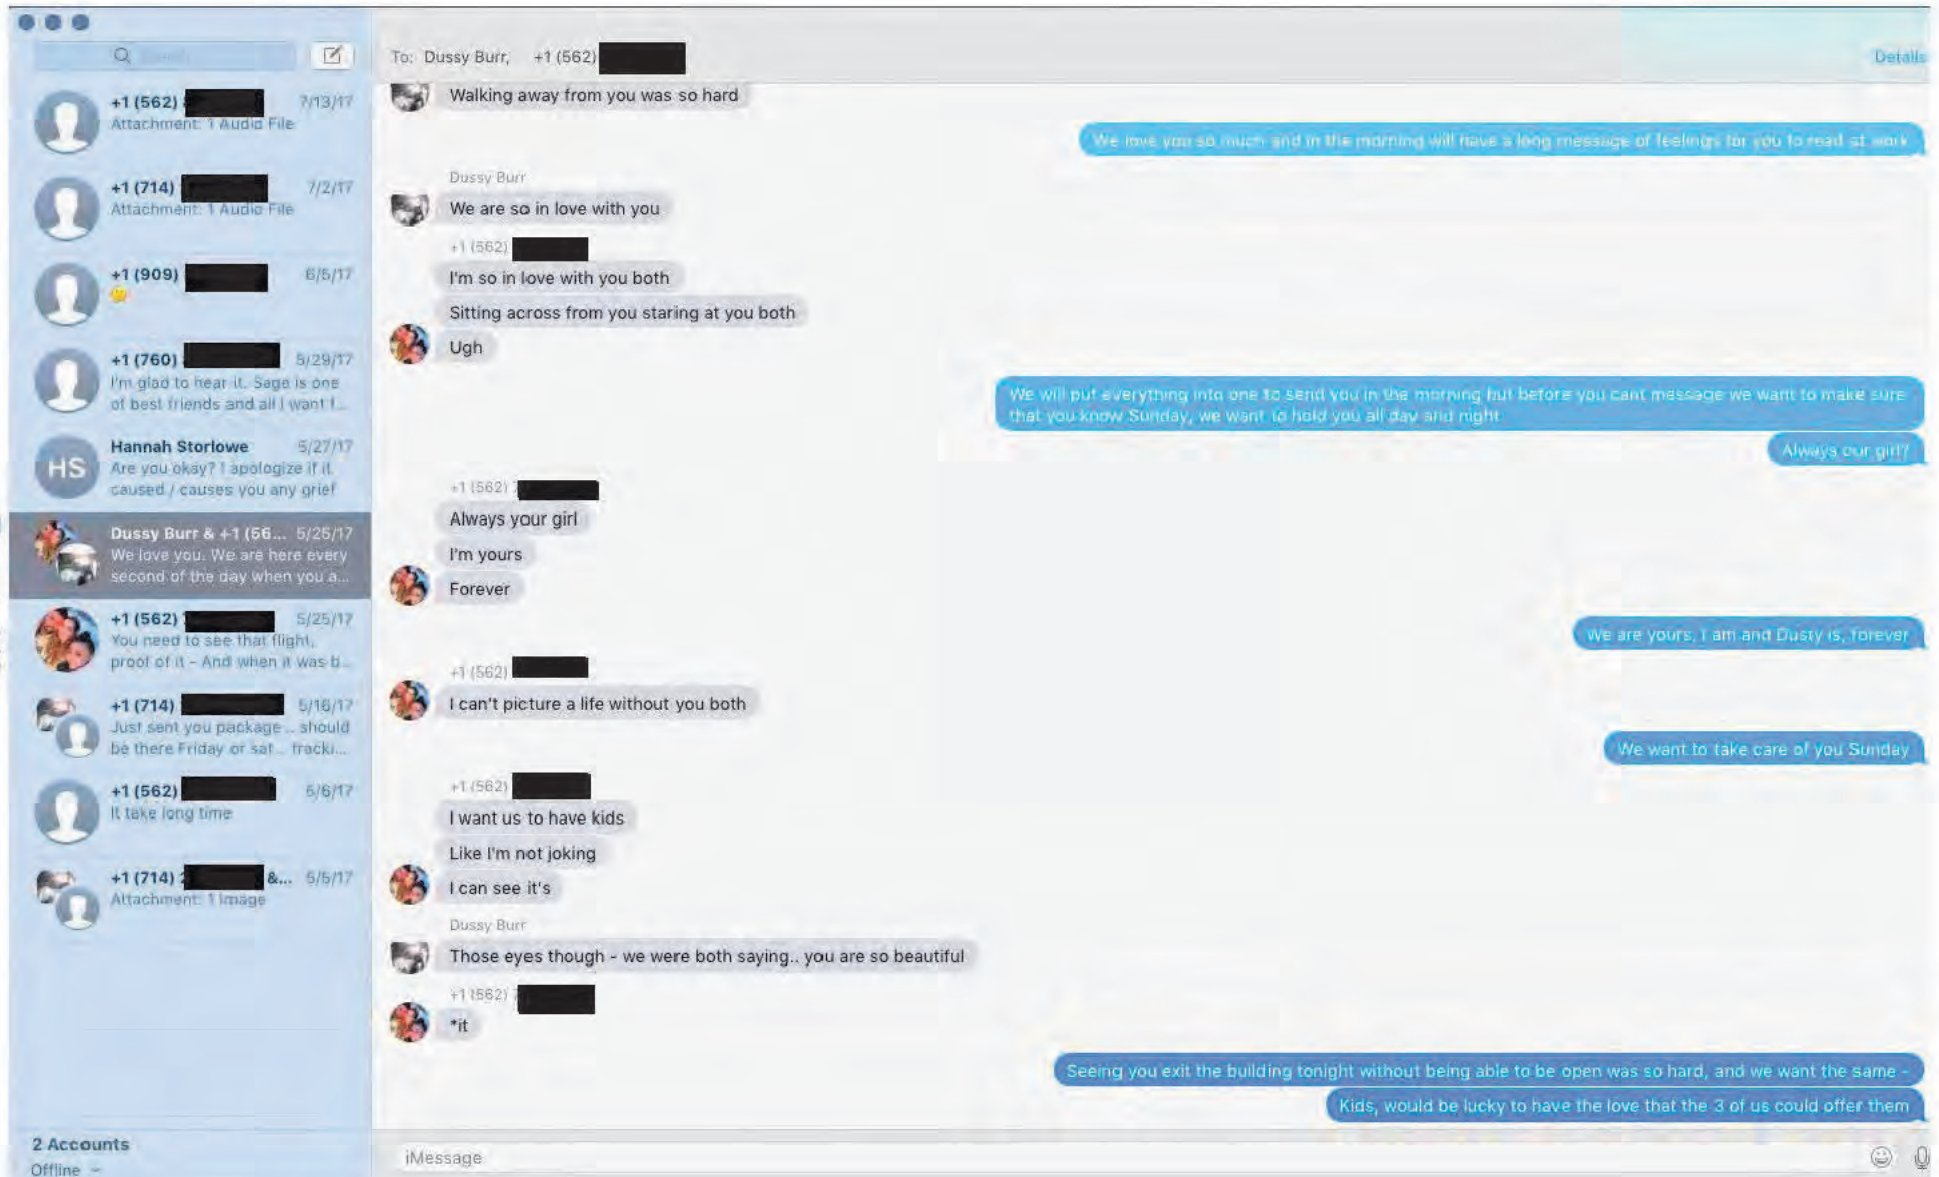 To: Dussy Burr, +1 (562)
Details
+1 (562)
7/13/17
Attachment: 1 Audio File
+1 (714)
7/2/17
Attachment: 1 Audio File
+1 (909)
6/5/17
+1 (760)
5/29/17
I'm glad to hear it. Sage is one
of best friends and all I want f...
Hannah Storlowe
5/27/17
HS
Are you okay? I apologize if it
caused / causes you any grief
Dussy Burr & +1 (56... 5/25/17
We love you. We are here every
second of the day when you a...
+1 (562)
5/25/17
You need to see that flight,
proof of it - And when it was b...
+1 (714)
5/16/17
Just sent you package... should
be there Friday or sat... tracki...
+1 (562)
5/6/17
It take long time
+1 (714)
&... 5/5/17
Attachment: 1 Image
2 Accounts
Offline
Walking away from you was so hard
We love you so much and in the morning will have a long message of feelings for you to read at work
Dussy Burr
We are so in love with you
+1 (562)
I'm so in love with you both
Sitting across from you staring at you both
Ugh
We will put everything into one to send you in the morning but before you cant message we want to make sure
that you know Sunday, we want to hold you all day and night
Always our girl?
+1 (562)
Always your girl
I'm yours
Forever
We are yours, I am and Dusty is, forever
+1 (562)
I can't picture a life without you both
We want to take care of you Sunday
+1 (562)
I want us to have kids
Like I'm not joking
I can see it's
Dussy Burr
Those eyes though - we were both saying.. you are so beautiful
+1 (562)
*it
Seeing you exit the building tonight without being able to be open was so hard, and we want the same -
Kids, would be lucky to have the love that the 3 of us could offer them
iMessage